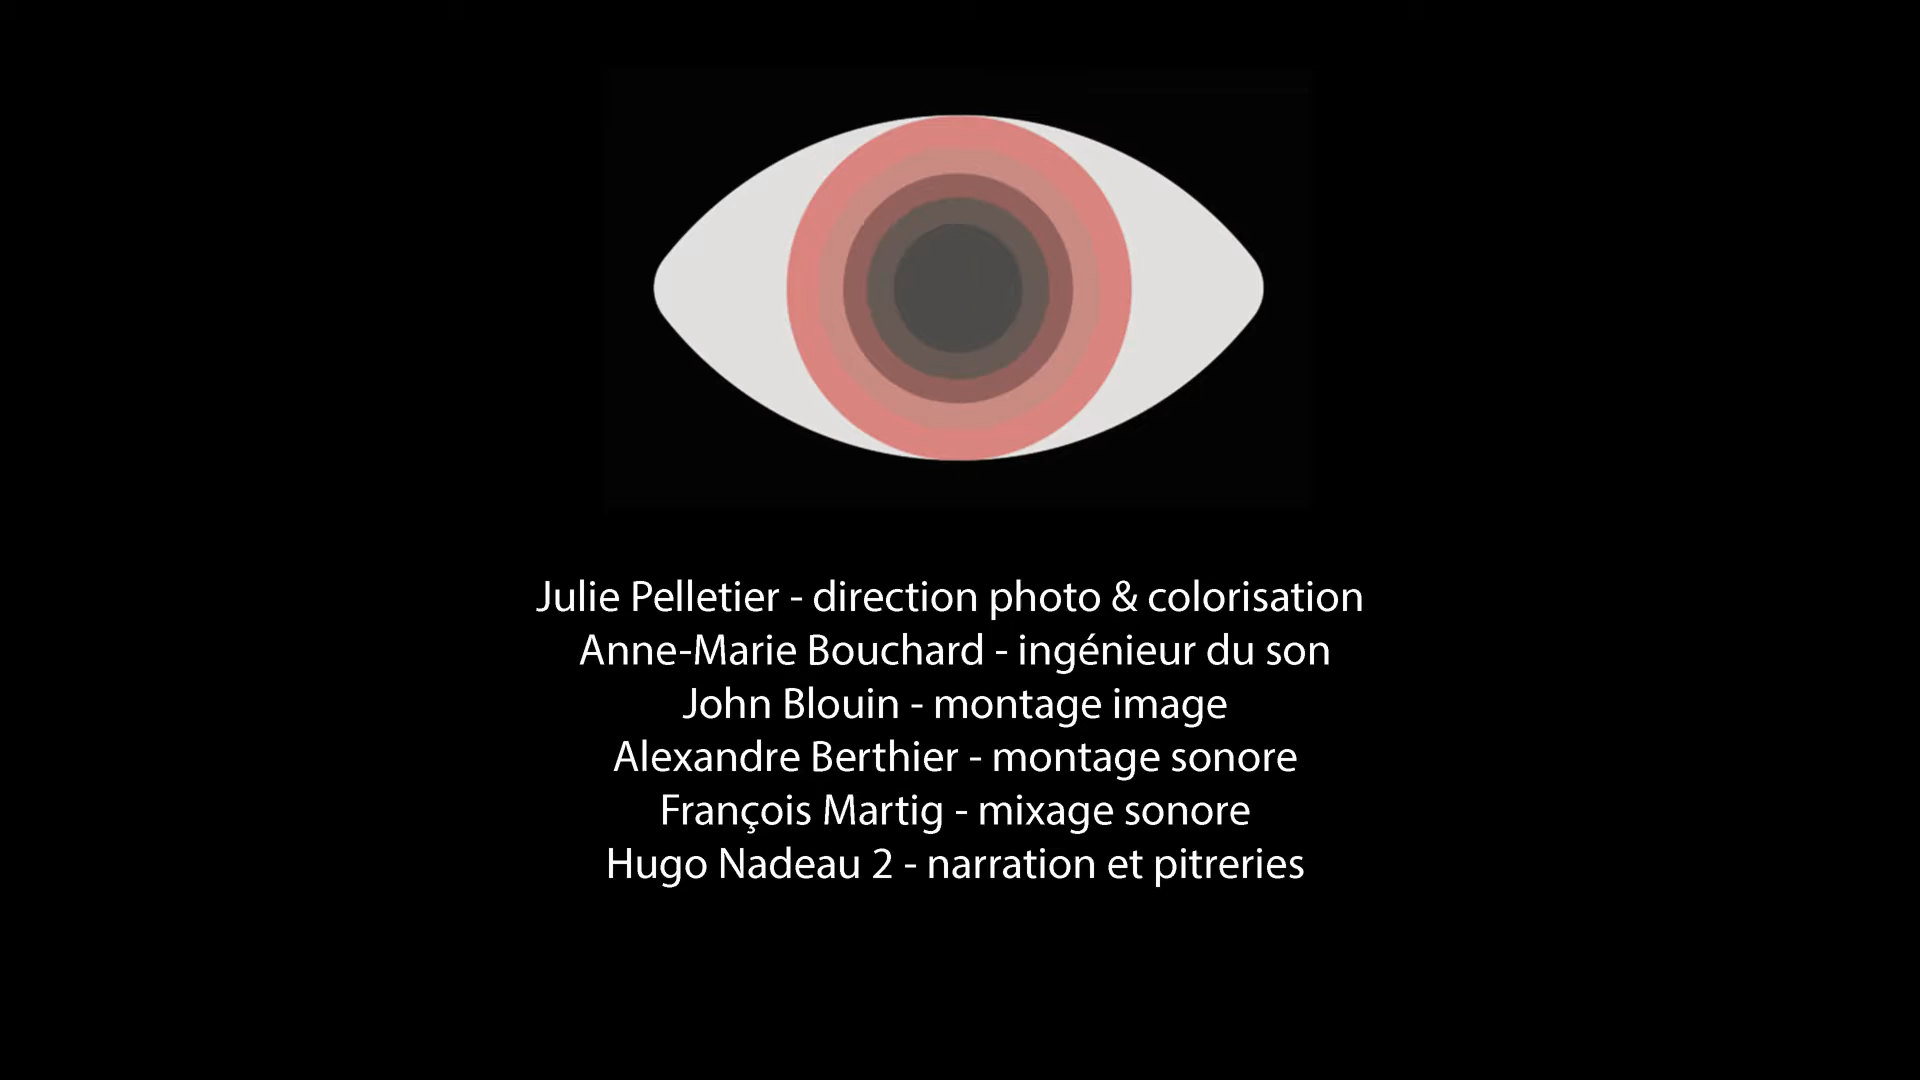 Julie Pelletier - direction photo & colorisation
Anne-Marie Bouchard - ingénieur du son
John Blouin - montage image
Alexandre Berthier - montage sonore
François Martig - mixage sonore
Hugo Nadeau 2 - narration et pitreries